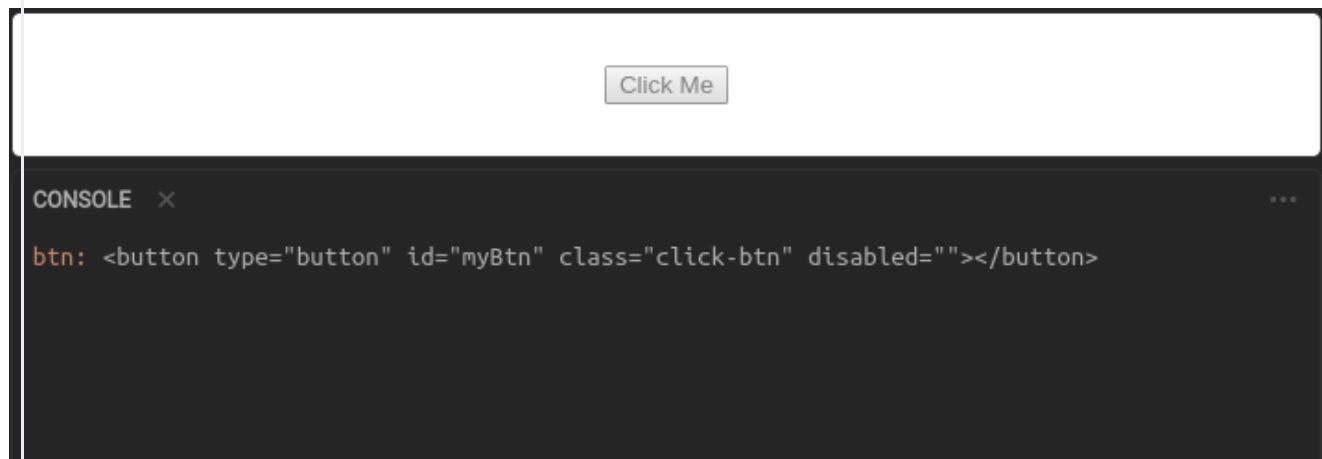 Click Me
CONSOLE
btn: <button type="button" id="myBtn" class="click-btn" disabled=""></button>